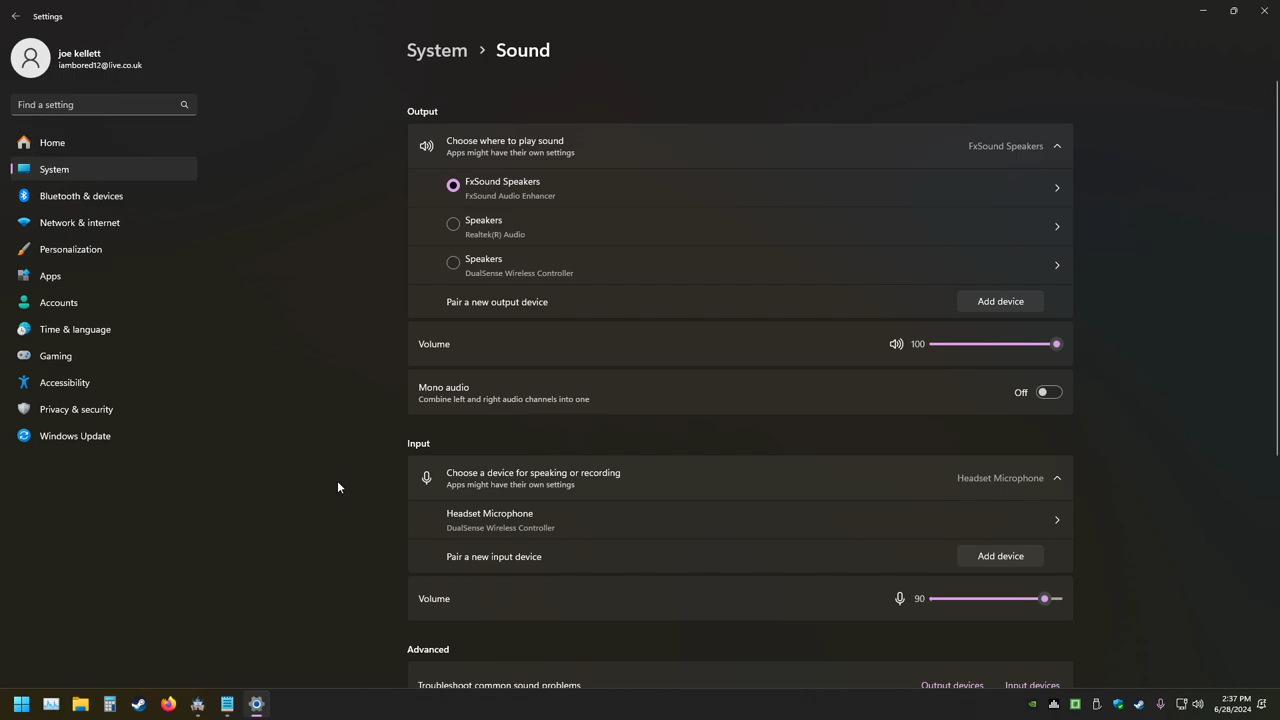 Settings
joe kellett
iambored12@live.co.uk
Find a setting
Home
System
Bluetooth & devices
Network & internet
Personalization
Apps
Accounts
Time & language
Gaming
Accessibility
Privacy & security
Windows Update
System > Sound
Output
Choose where to play sound
Apps might have their own settings
FxSound Speakers
FxSound Speakers
FxSound Audio Enhancer
Speakers
Realtek(R) Audio
Speakers
DualSense Wireless Controller
Pair a new output device
Add device
Volume
100
Mono audio
Combine left and right audio channels into one
Off
Input
Choose a device for speaking or recording
Apps might have their own settings
Headset Microphone
Headset Microphone
DualSense Wireless Controller
Pair a new input device
Add device
Volume
90
Advanced
Troubleshoot common sound problems
Output devices
Input devices
2:37 PM
6/28/2024